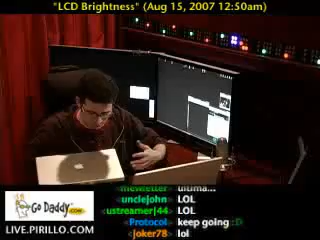 "LCD Brightness" (Aug 15, 2007 12:50am)
ultima...
<unclejohn> LOL
<ustreamer|44> LOL
<Protocol> keep going :D
<joker78> lol
Go Daddy.com
LIVE.PIRILLO.COM